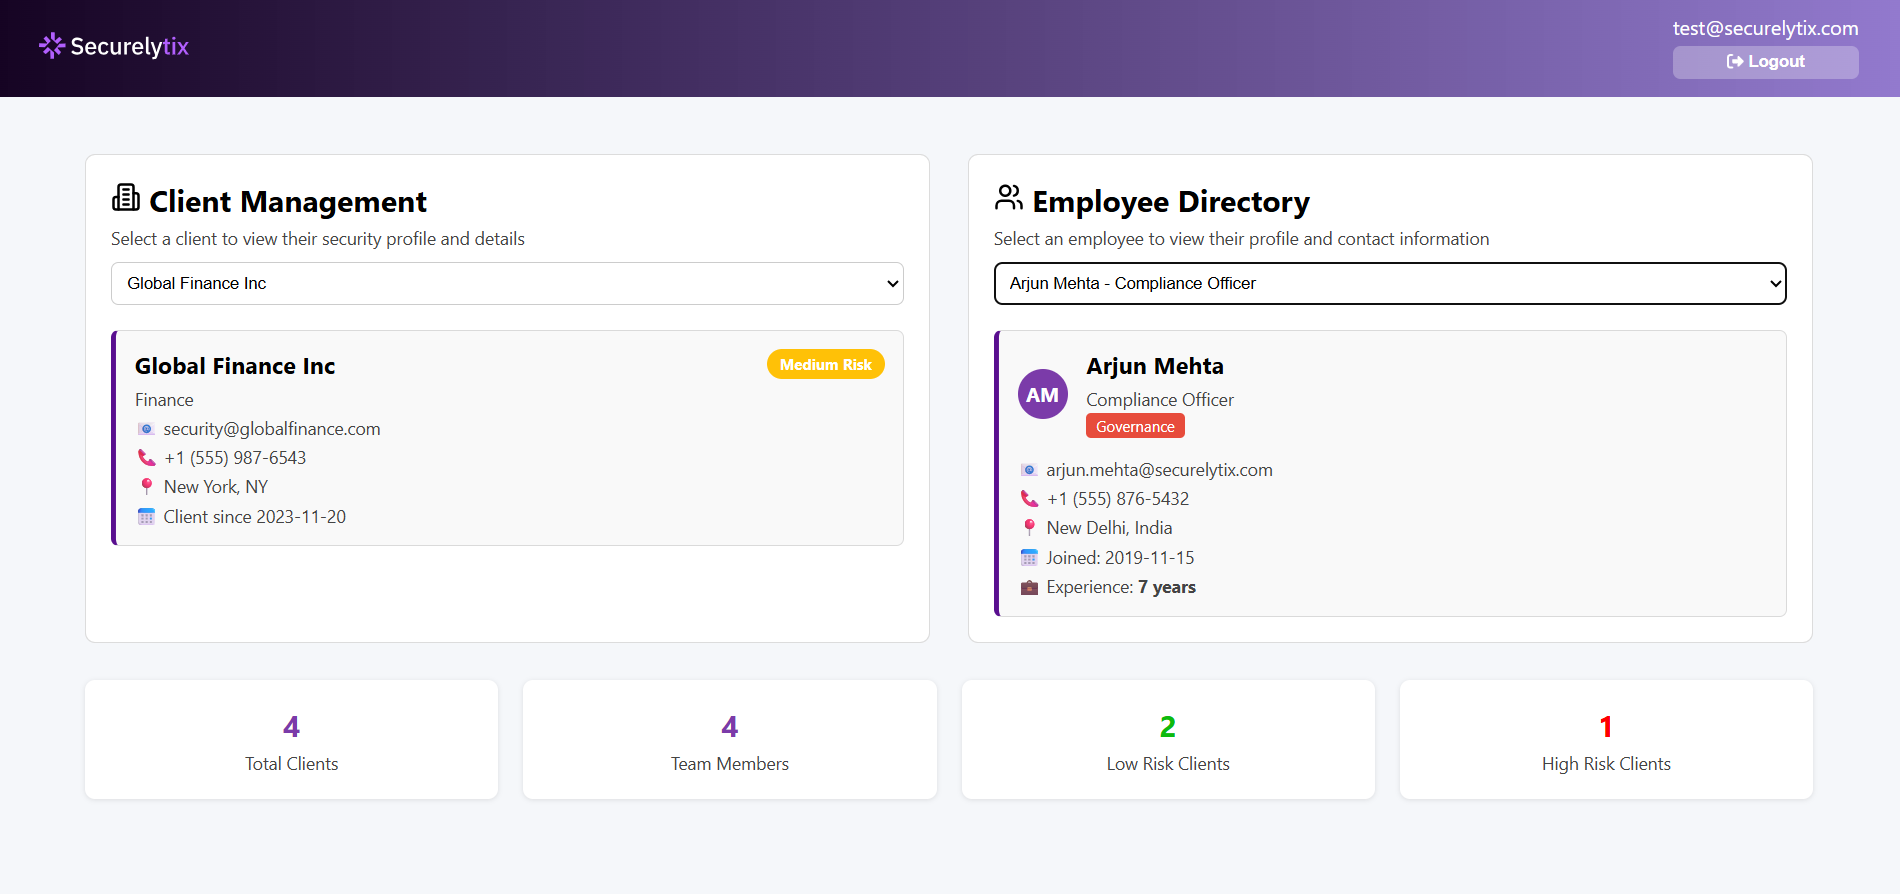 Securelytix
test@securelytix.com
Logout
Client Management
Select a client to view their security profile and details
Global Finance Inc
Global Finance Inc
Medium Risk
Finance
security@globalfinance.com
+1 (555) 987-6543
New York, NY
Client since 2023-11-20
Employee Directory
Select an employee to view their profile and contact information
Arjun Mehta - Compliance Officer
AM
Arjun Mehta
Compliance Officer
Governance
arjun.mehta@securelytix.com
+1 (555) 876-5432
New Delhi, India
Joined: 2019-11-15
Experience: 7 years
4
Total Clients
4
Team Members
2
Low Risk Clients
1
High Risk Clients